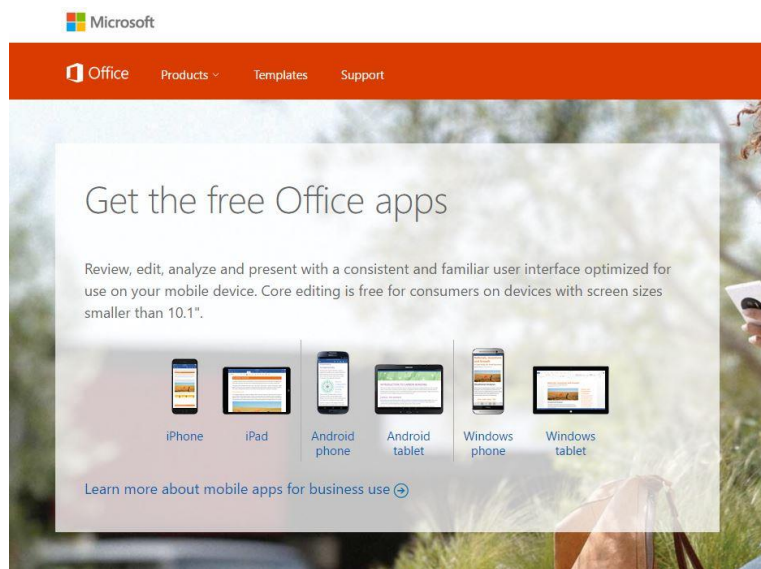 Microsoft
Office Products Templates Support
Get the free Office apps
Review, edit, analyze and present with a consistent and familiar user interface optimized for
use on your mobile device. Core editing is free for consumers on devices with screen sizes
smaller than 10.1".
iPhone
iPad
Android
phone
Android
tablet
Windows
phone
Windows
tablet
Learn more about mobile apps for business use